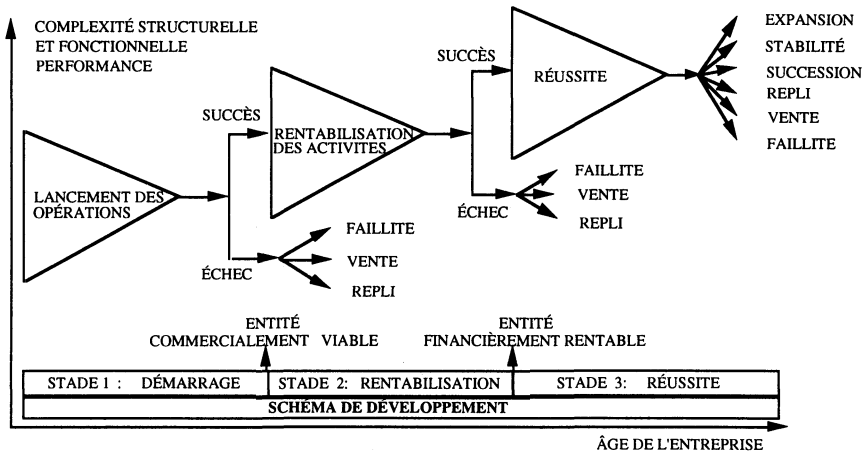 COMPLEXITÉ STRUCTURELLE
ET FONCTIONNELLE
PERFORMANCE
LANCEMENT DES
OPÉRATIONS
SUCCÈS
ÉCHEC
FAILLITE
VENTE
REPLI
RENTABILISATION
DES ACTIVITES
SUCCÈS
ÉCHEC
FAILLITE
VENTE
REPLI
RÉUSSITE
EXPANSION
STABILITÉ
SUCCESSION
REPLI
VENTE
FAILLITE
ENTITÉ
COMMERCIALEMENT VIABLE
ENTITÉ
FINANCIÈREMENT RENTABLE
STADE 1 : DÉMARRAGE
STADE 2: RENTABILISATION
STADE 3: RÉUSSITE
SCHÉMA DE DÉVELOPPEMENT
ÂGE DE L'ENTREPRISE